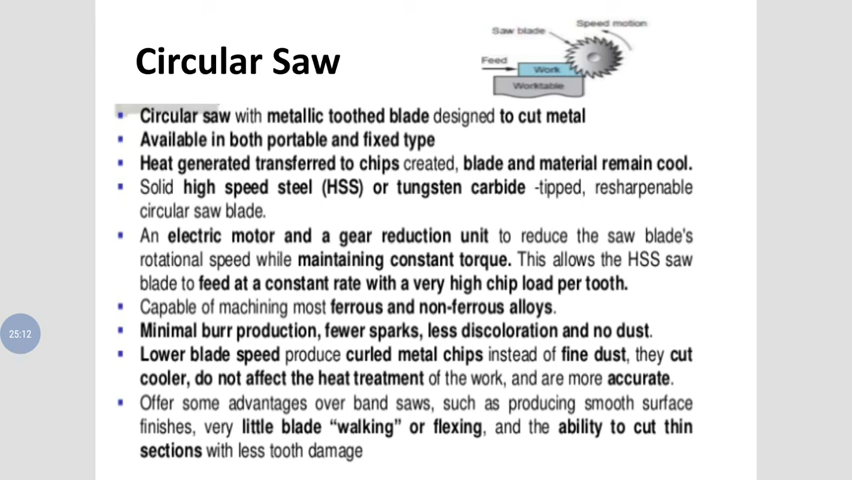 Speed motion
Saw blade
Circular Saw
Feed
Work
Worktable
▪ Circular saw with metallic toothed blade designed to cut metal
▪ Available in both portable and fixed type
▪ Heat generated transferred to chips created, blade and material remain cool.
▪ Solid high speed steel (HSS) or tungsten carbide -tipped, resharpenable
circular saw blade.
▪ An electric motor and a gear reduction unit to reduce the saw blade's
rotational speed while maintaining constant torque. This allows the HSS saw
blade to feed at a constant rate with a very high chip load per tooth.
▪ Capable of machining most ferrous and non-ferrous alloys.
▪ Minimal burr production, fewer sparks, less discoloration and no dust.
▪ Lower blade speed produce curled metal chips instead of fine dust, they cut
cooler, do not affect the heat treatment of the work, and are more accurate.
▪ Offer some advantages over band saws, such as producing smooth surface
finishes, very little blade “walking” or flexing, and the ability to cut thin
sections with less tooth damage
25:12